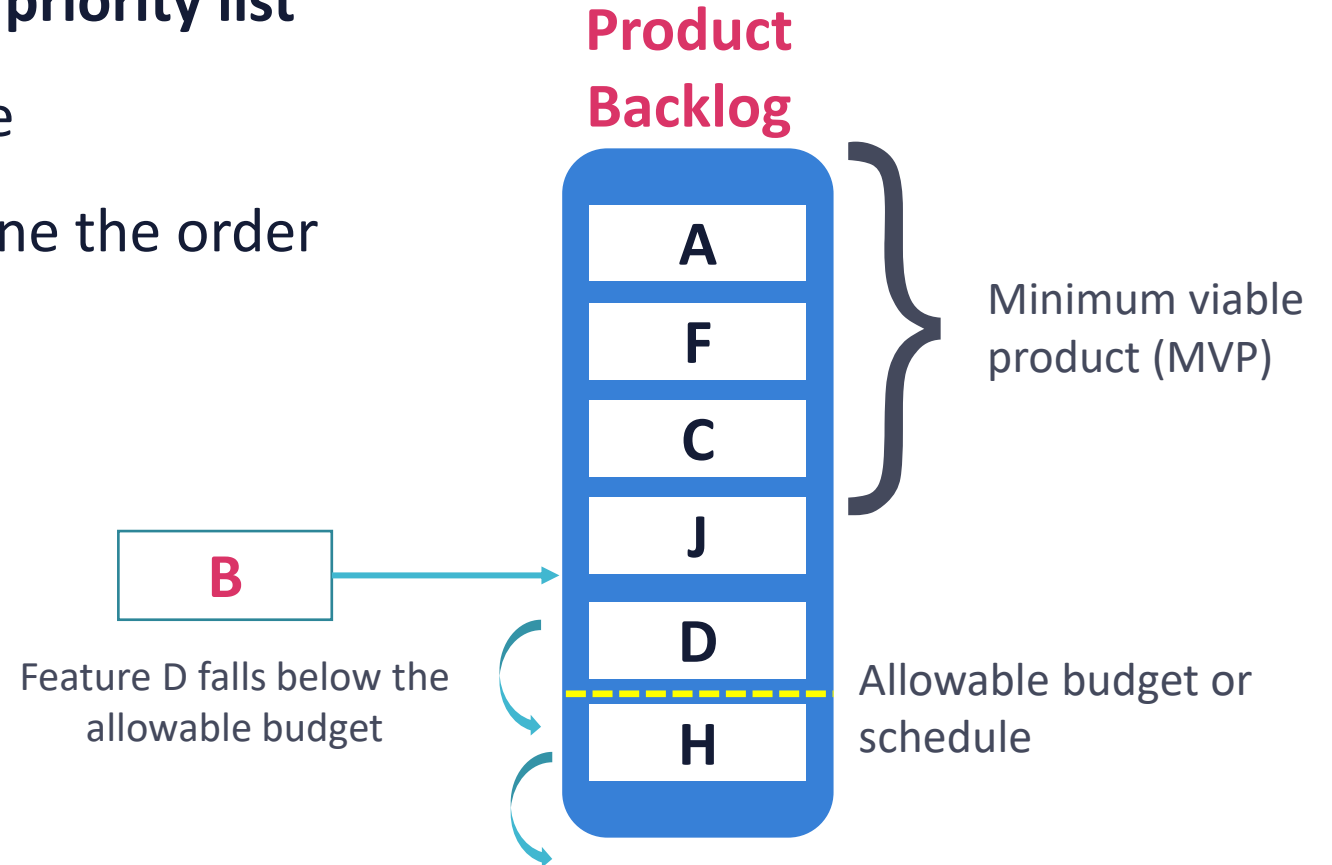 priority list
e
ne the order
Product
Backlog
A
F
C
J
D
H
Minimum viable
product (MVP)
B
Feature D falls below the
allowable budget
Allowable budget or
schedule